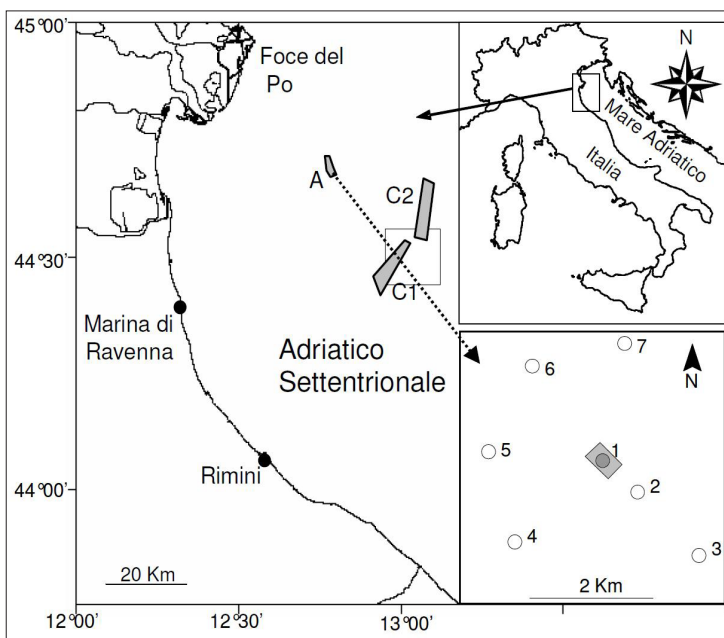 45°00'
Foce del
Po
A
C2
44°30'
C1
Marina di
Ravenna
Adriatico
Settentrionale
Rimini
44°00'
20 Km
12°00'
12°30'
13°00'
N
Mare Adriatico
Italia
7
6
N
5
1
2
4
3
2 Km